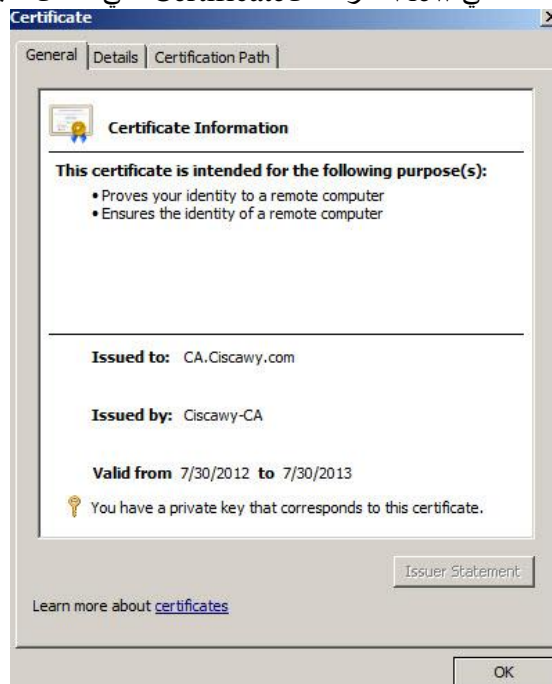 Certificate
General Details Certification Path
Certificate Information
This certificate is intended for the following purpose(s):
• Proves your identity to a remote computer
• Ensures the identity of a remote computer
Issued to: CA.Ciscawy.com
Issued by: Ciscawy-CA
Valid from 7/30/2012 to 7/30/2013
You have a private key that corresponds to this certificate.
Issuer Statement
Learn more about certificates
OK